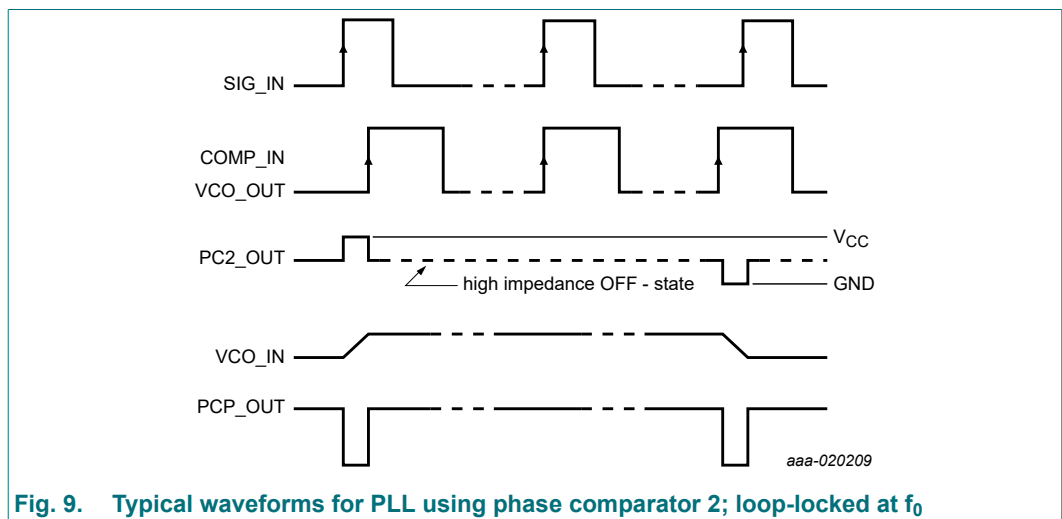 SIG_IN
COMP_IN
VCO_OUT
VCC
PC2_OUT
high impedance OFF - state
GND
VCO_IN
PCP_OUT
aaa-020209
Fig. 9. Typical waveforms for PLL using phase comparator 2; loop-locked at f0